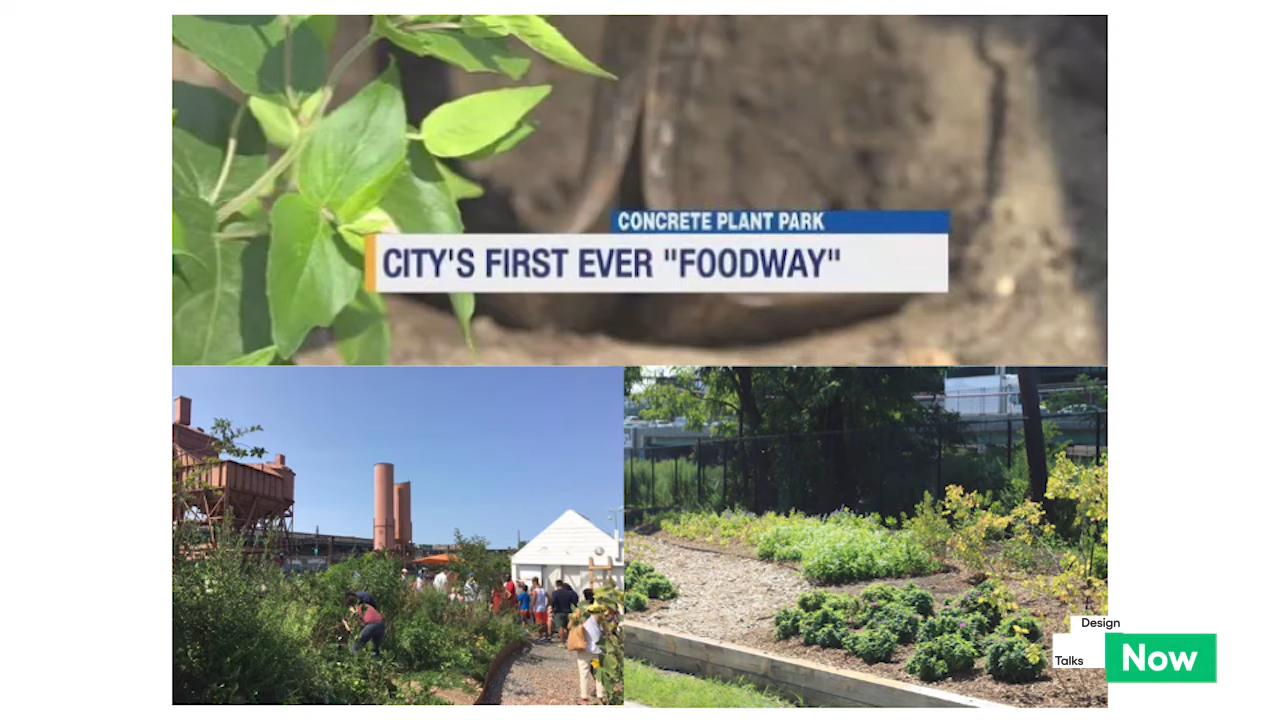 CONCRETE PLANT PARK
CITY'S FIRST EVER "FOODWAY"
Design
Talks
Now